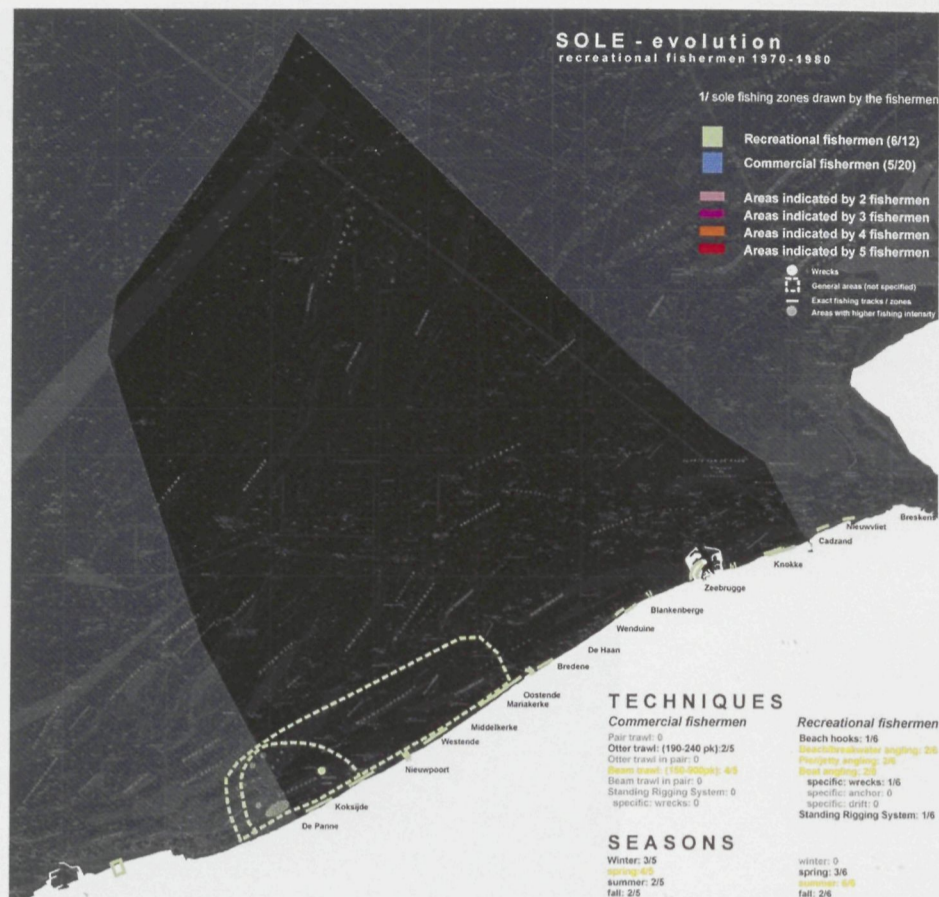 SOLE - evolution
recreational fishermen 1970-1980
1/ sole fishing zones drawn by the fishermen
Recreational fishermen (6/12)
Commercial fishermen (5/20)
Areas indicated by 2 fishermen
Areas indicated by 3 fishermen
Areas indicated by 4 fishermen
Areas indicated by 5 fishermen
Wrecks
General areas (not specified)
Exact fishing tracks / zones
Areas with higher fishing intensity
Breskens
Nieuwvliet
Cadzand
Knokke
Zeebrugge
Blankenberge
Wenduine
De Haan
Bredene
Oostende
Mariakerke
Middelkerke
Westende
Nieuwpoort
Koksijde
De Panne
TECHNIQUES
Commercial fishermen
Pair trawl: 0
Otter trawl: (190-240 pk):2/5
Otter trawl in pair: 0
Beam trawl: 4/5
Beam trawl in pair: 0
Standing Rigging System: 0
specific: wrecks: 0
Recreational fishermen
Beach hooks: 1/6
angling:
angling:
Boat angling:
specific: wrecks: 1/6
specific: anchor: 0
specific: drift: 0
Standing Rigging System: 1/6
SEASONS
Winter: 3/5
spring:4/5
summer: 2/5
fall: 2/5
winter: 0
spring: 3/6
summer: 6/6
fall: 2/6